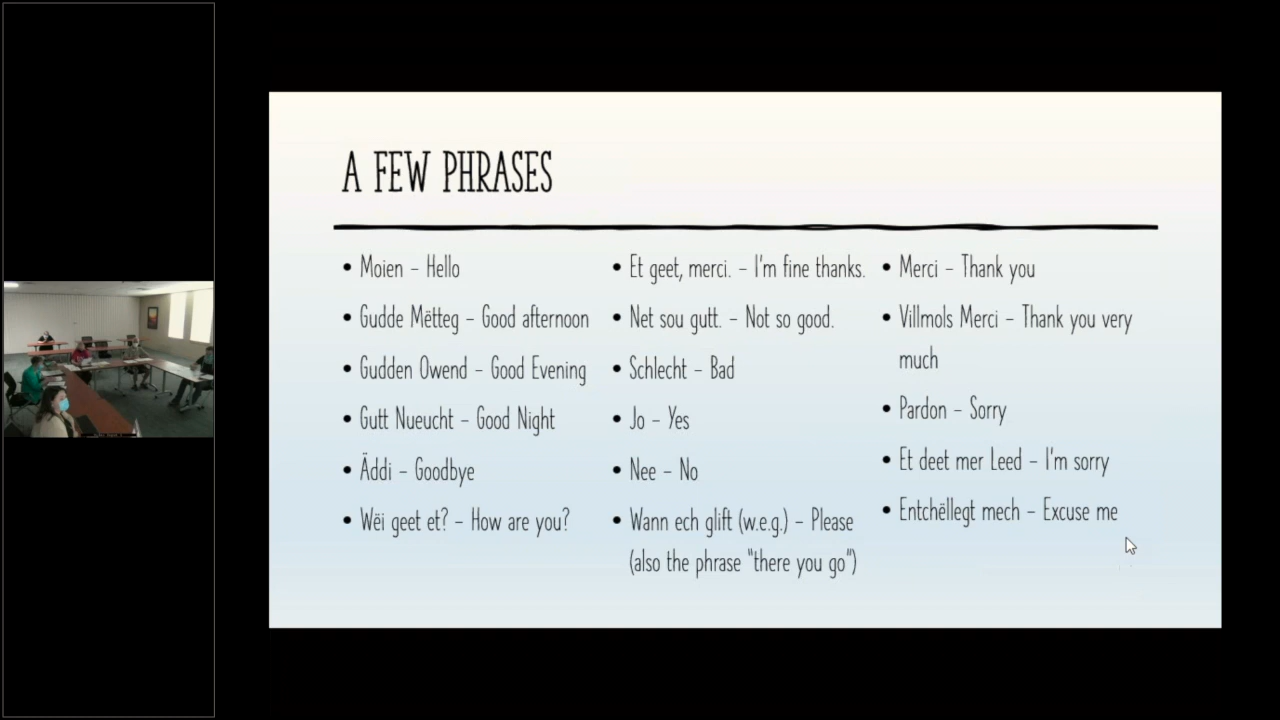 A FEW PHRASES
• Moien – Hello
• Gudde Mëtteg – Good afternoon
• Gudden Owend – Good Evening
• Gutt Nueucht – Good Night
• Äddi – Goodbye
• Wëi geet et? – How are you?
• Et geet, merci. – I'm fine thanks.
• Net sou gutt. – Not so good.
• Schlecht – Bad
• Jo – Yes
• Nee – No
• Wann ech glift (w.e.g.) – Please
(also the phrase "there you go")
• Merci – Thank you
• Villmols Merci – Thank you very
much
• Pardon – Sorry
• Et deet mer Leed – I'm sorry
• Entchëllegt mech – Excuse me